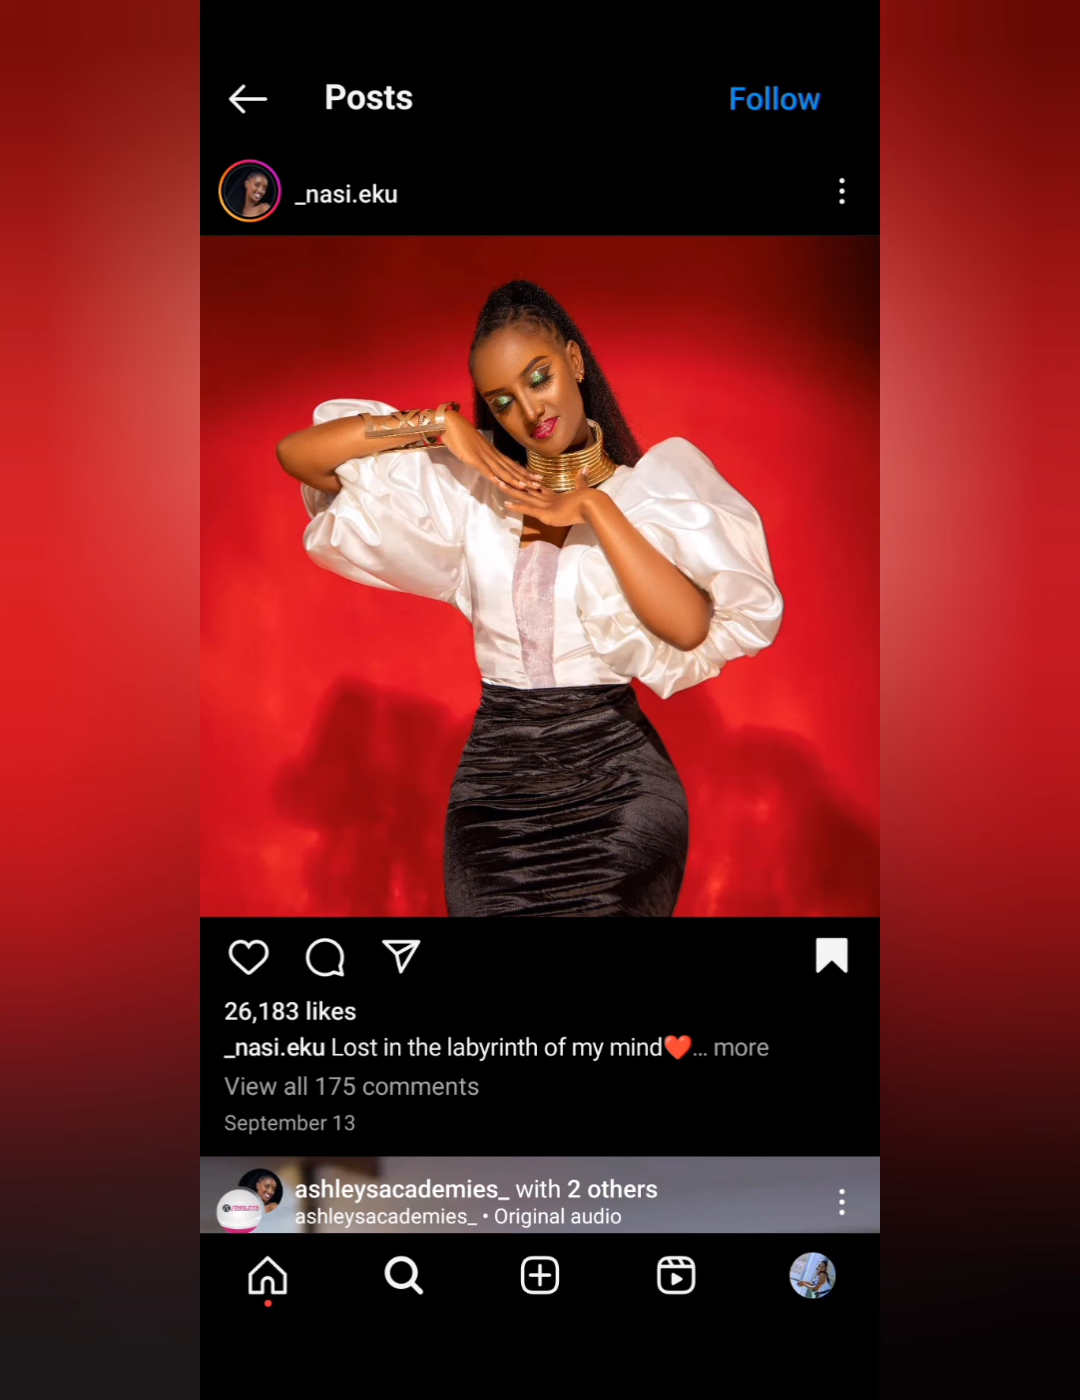 Posts
Follow
_nasi.eku
26,183 likes
_nasi.eku Lost in the labyrinth of my mind❤️... more
View all 175 comments
September 13
ashleysacademies_ with 2 others
ashleysacademies_ • Original audio